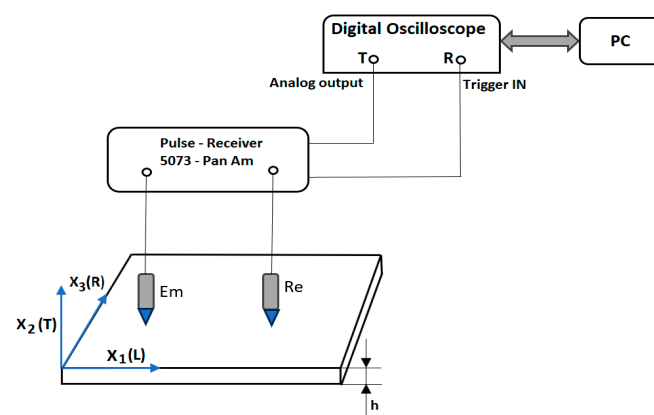 Digital Oscilloscope
T
R
PC
Analog output
Trigger IN
Pulse - Receiver
5073 - Pan Am
X3(R)
Em
Re
X2(T)
X1(L)
h